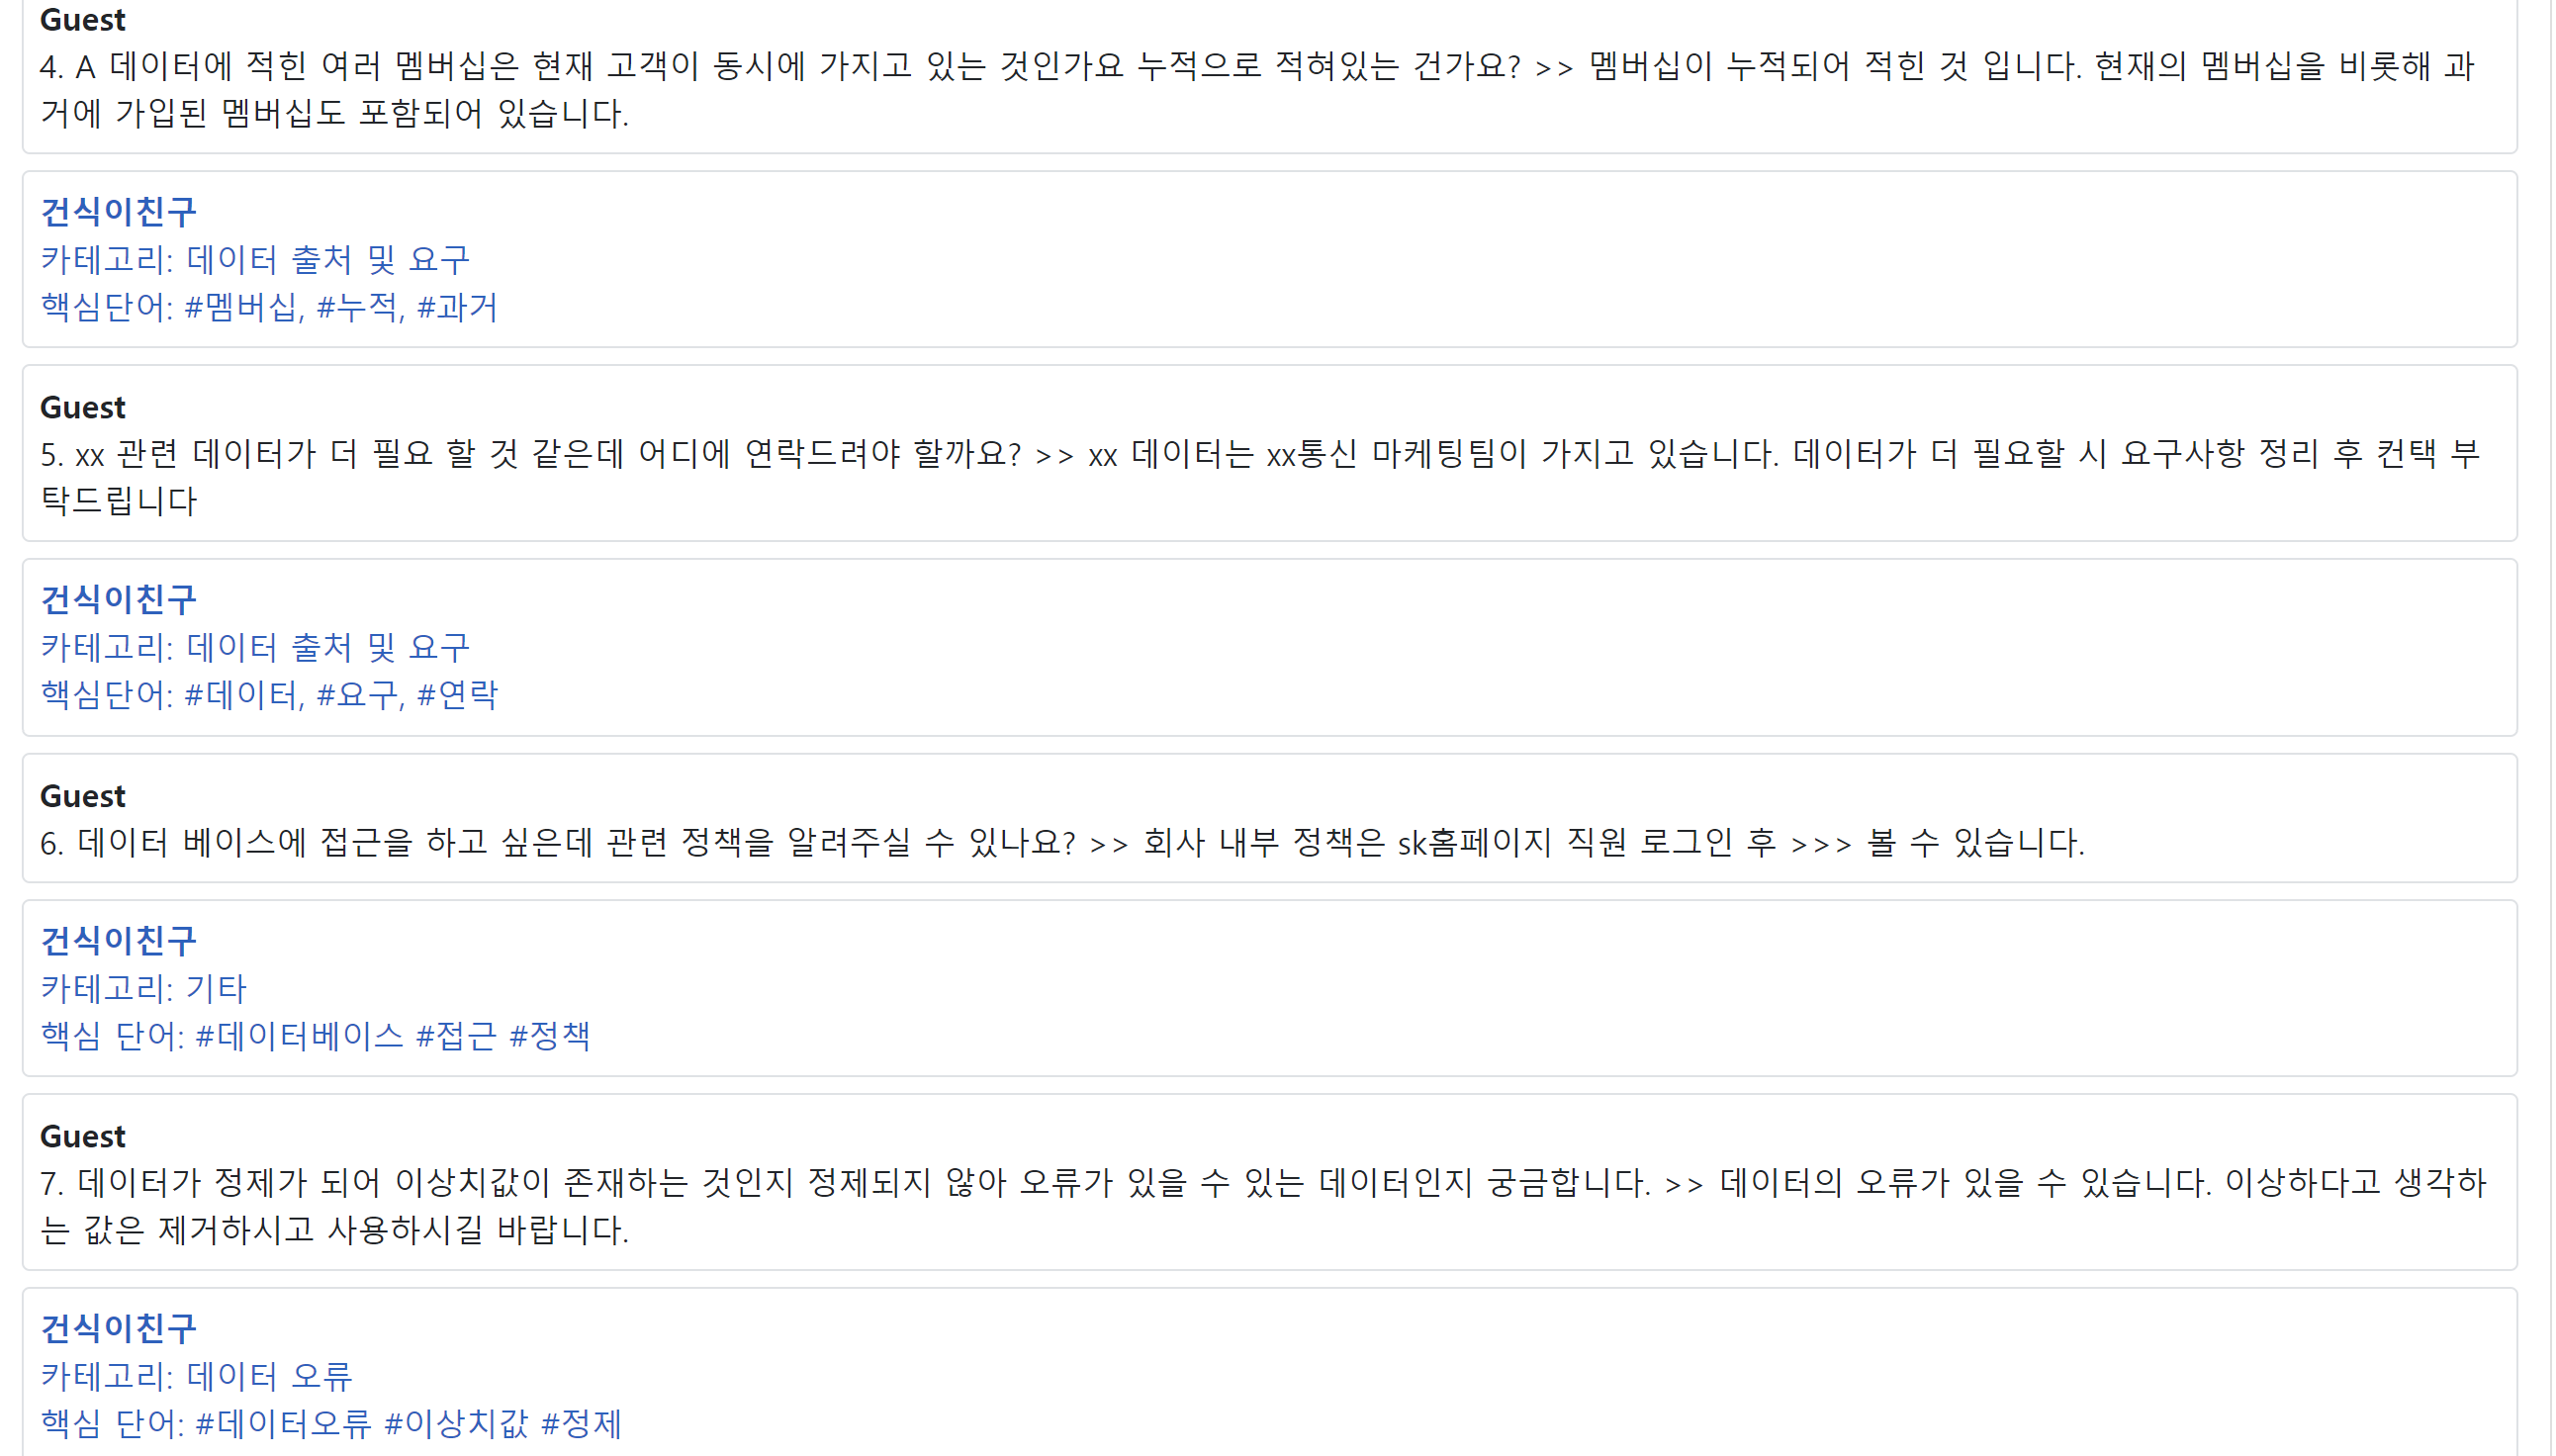 Guest
4. A 데이터에 적힌 여러 멤버십은 현재 고객이 동시에 가지고 있는 것인가요 누적으로 적혀있는 건가요? >> 멤버십이 누적되어 적힌 것 입니다. 현재의 멤버십을 비롯해 과
거에 가입된 멤버십도 포함되어 있습니다.
건식이친구
카테고리: 데이터 출처 및 요구
핵심단어: #멤버십, #누적, #과거
Guest
5. xx 관련 데이터가 더 필요 할 것 같은데 어디에 연락드려야 할까요? >> xx 데이터는 xx통신 마케팅팀이 가지고 있습니다. 데이터가 더 필요할 시 요구사항 정리 후 컨택 부
탁드립니다
건식이친구
카테고리: 데이터 출처 및 요구
핵심단어: #데이터, #요구, #연락
Guest
6. 데이터 베이스에 접근을 하고 싶은데 관련 정책을 알려주실 수 있나요? >> 회사 내부 정책은 sk홈페이지 직원 로그인 후 >>> 볼 수 있습니다.
건식이친구
카테고리: 기타
핵심 단어: #데이터베이스 #접근 #정책
Guest
7. 데이터가 정제가 되어 이상치값이 존재하는 것인지 정제되지 않아 오류가 있을 수 있는 데이터인지 궁금합니다. >> 데이터의 오류가 있을 수 있습니다. 이상하다고 생각하
는 값은 제거하시고 사용하시길 바랍니다.
건식이친구
카테고리: 데이터 오류
핵심 단어: #데이터오류 #이상치값 #정제